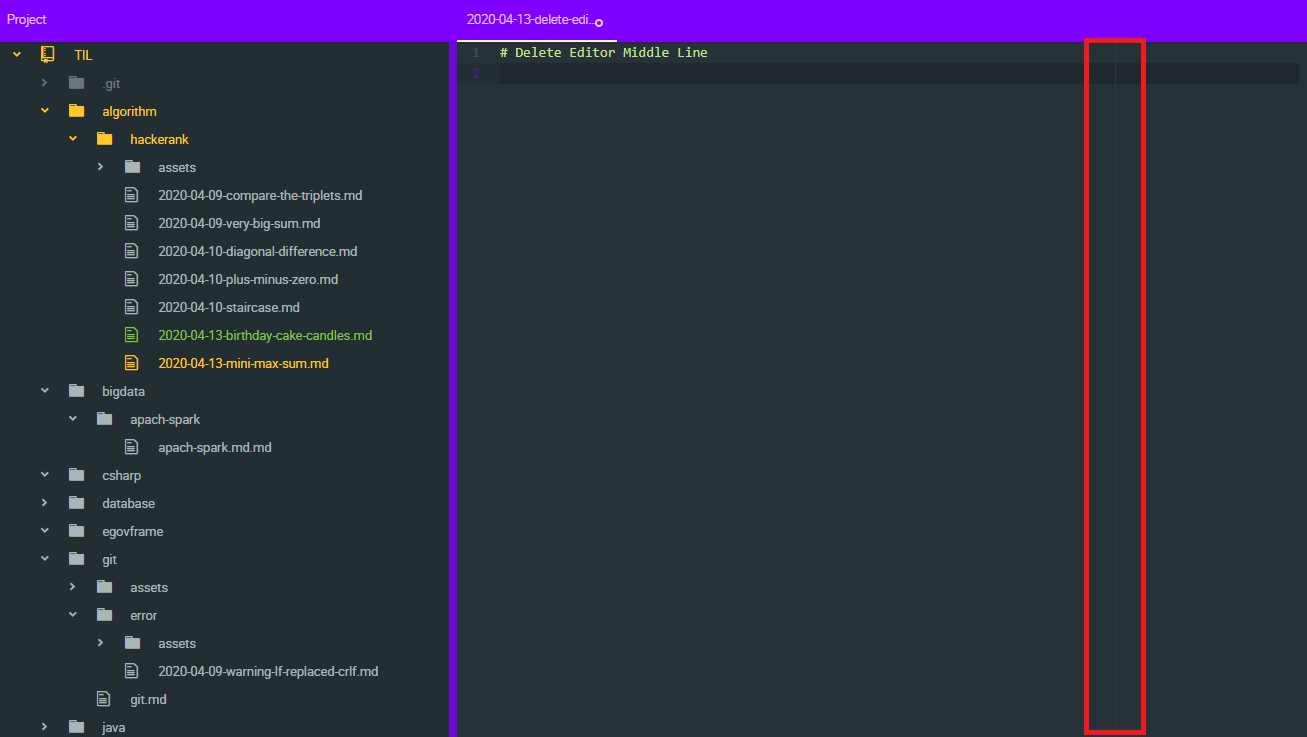 Project
2020-04-13-delete-edi...
TIL
.git
algorithm
hackerank
assets
2020-04-09-compare-the-triplets.md
2020-04-09-very-big-sum.md
2020-04-10-diagonal-difference.md
2020-04-10-plus-minus-zero.md
2020-04-10-staircase.md
2020-04-13-birthday-cake-candles.md
2020-04-13-mini-max-sum.md
bigdata
apach-spark
apach-spark.md.md
csharp
database
egovframe
git
assets
error
assets
2020-04-09-warning-lf-replaced-crlf.md
git.md
java
1 # Delete Editor Middle Line
2